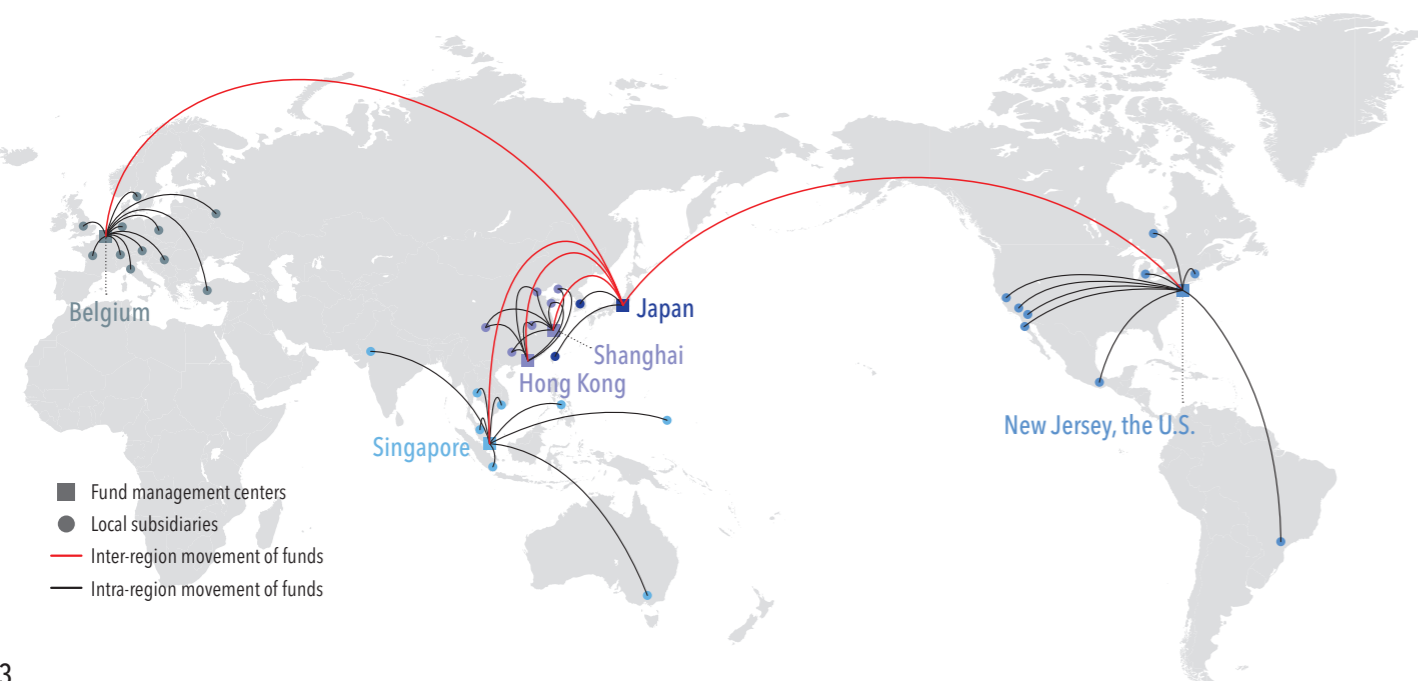 Belgium
Japan
Shanghai
Hong Kong
New Jersey, the U.S.
Singapore
Fund management centers
Local subsidiaries
Inter-region movement of funds
Intra-region movement of funds
3